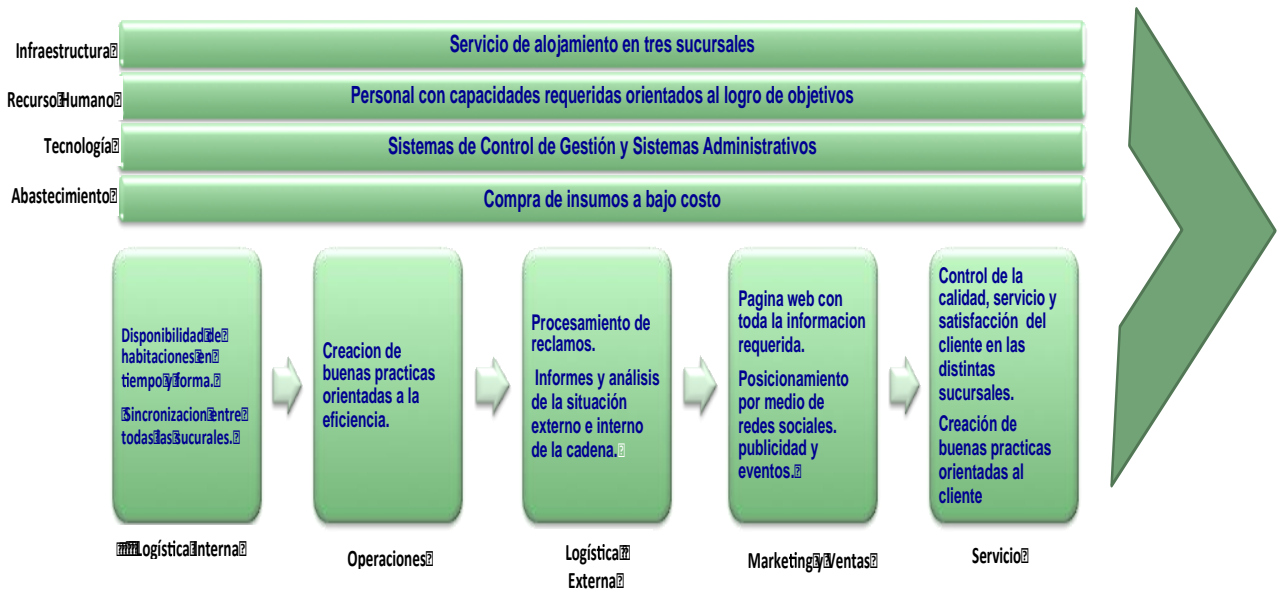 Infraestructura
Servicio de alojamiento en tres sucursales
Recurso Humano
Personal con capacidades requeridas orientados al logro de objetivos
Tecnología
Sistemas de Control de Gestión y Sistemas Administrativos
Abastecimiento
Compra de insumos a bajo costo
Disponibilidad de
habitaciones en
tiempo y forma.
Sincronizacion entre
todas las sucurales.
Logística Interna
Creacion de
buenas practicas
orientadas a la
eficiencia.
Operaciones
Procesamiento de
reclamos.
Informes y análisis
de la situación
externo e interno
de la cadena.
Logística
Externa
Pagina web con
toda la informacion
requerida.
Posicionamiento
por medio de
redes sociales.
publicidad y
eventos.
Marketing y Ventas
Control de la
calidad, servicio y
satisfacción del
cliente en las
distintas
sucursales.
Creación de
buenas practicas
orientadas al
cliente
Servicio